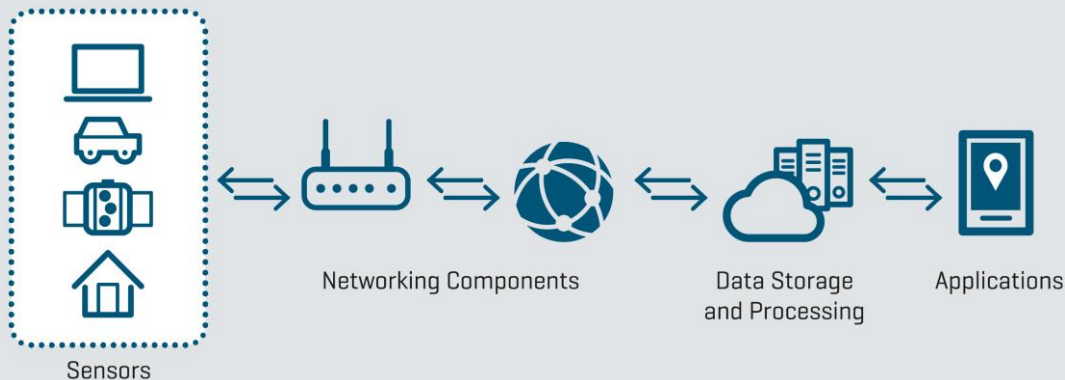 Networking Components
Data Storage
and Processing
Applications
Sensors